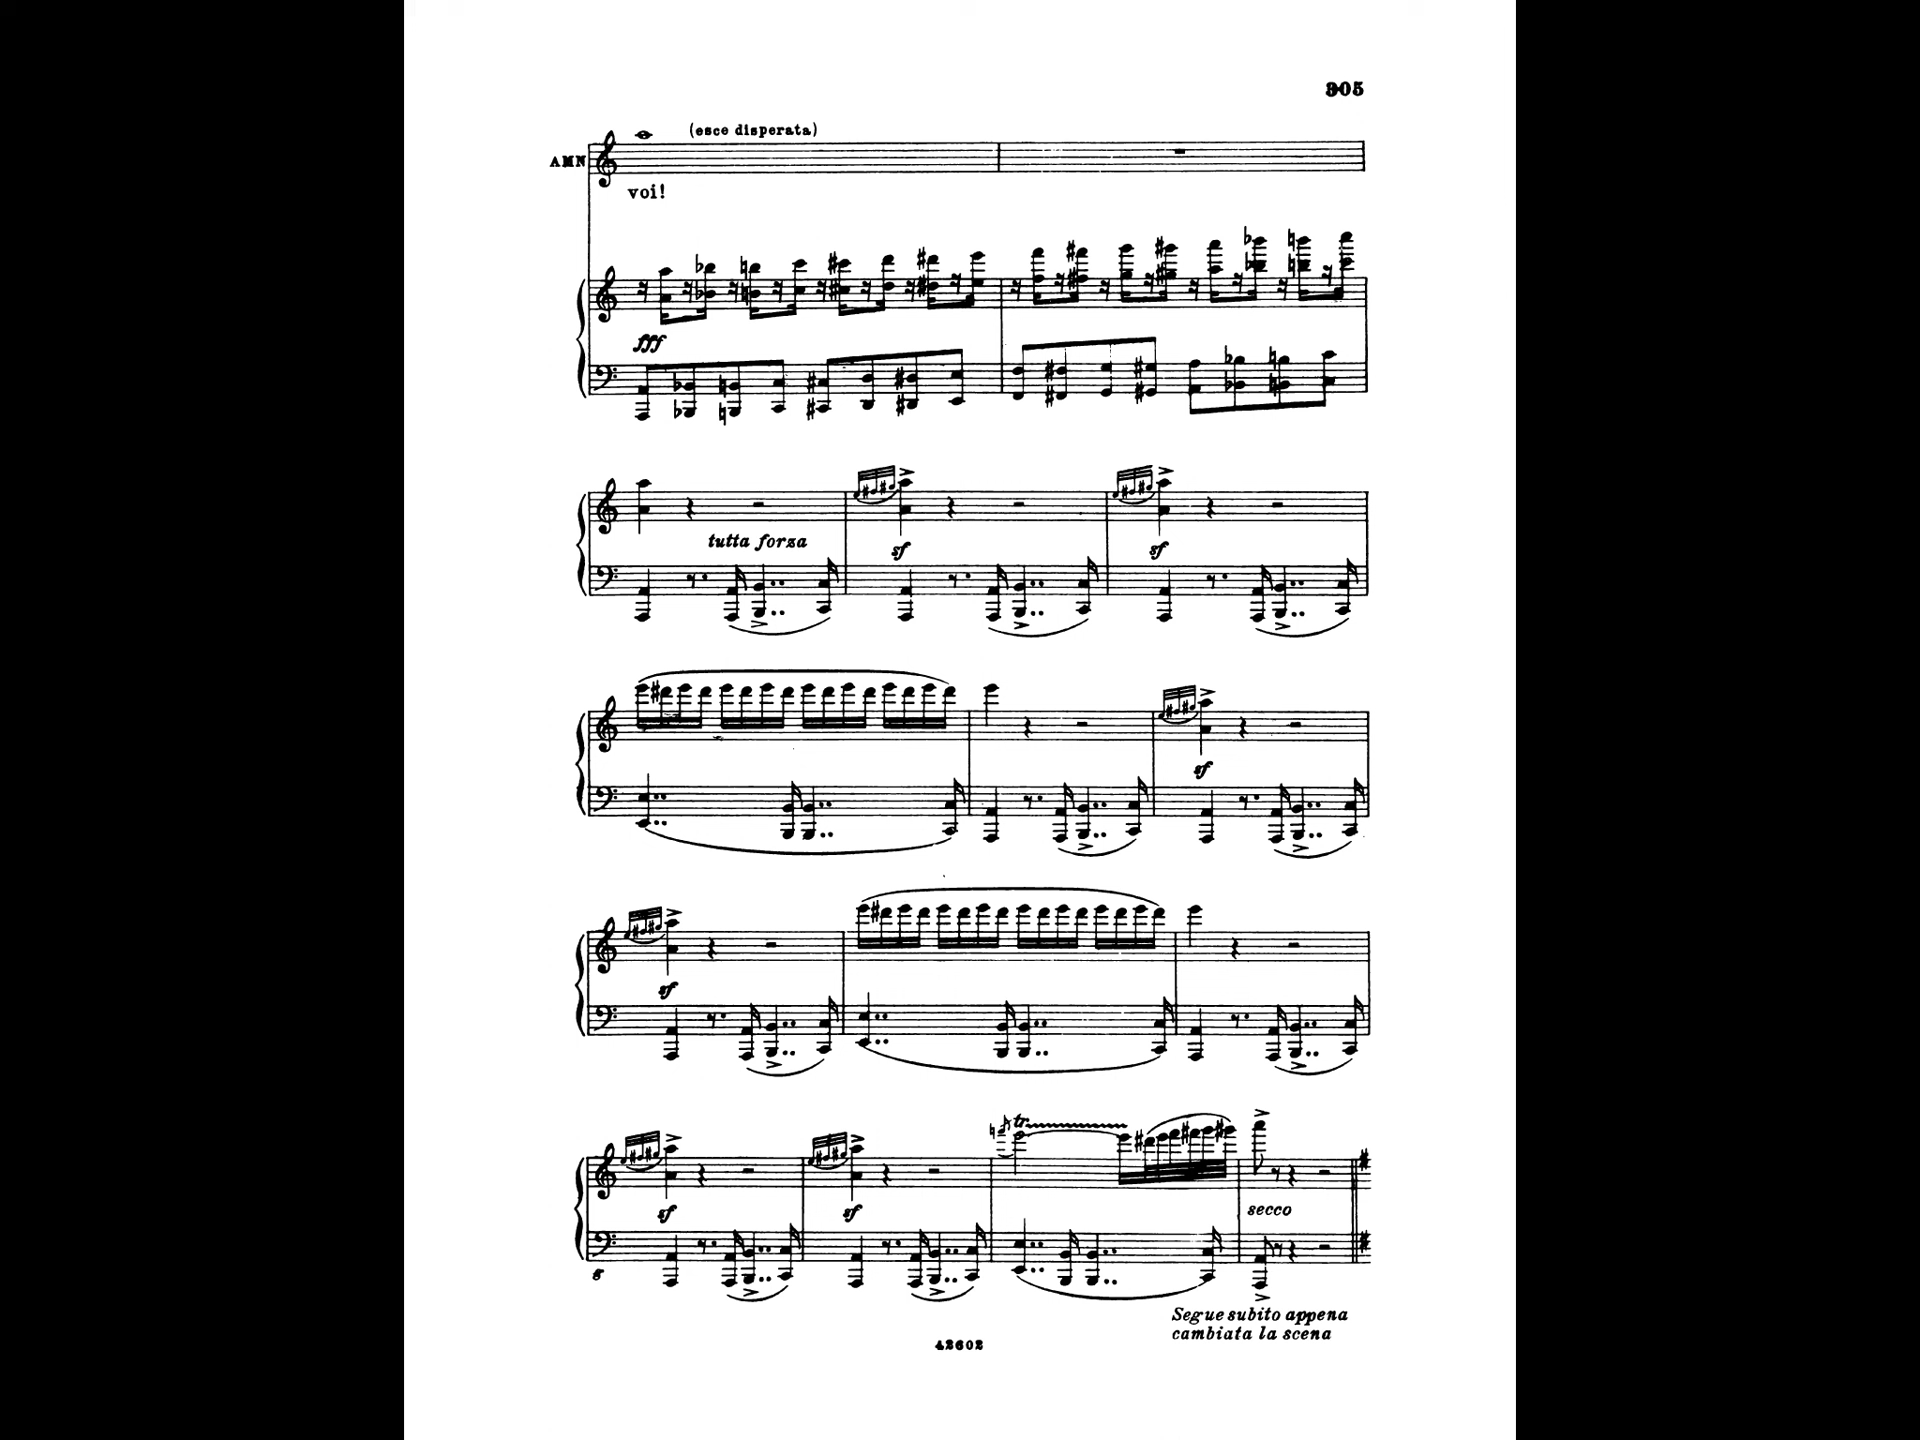 305
(esce disperata)
AMN
voi!
fff
tutta forza
sf
sf
sf
sf
tr
sf
sf
secco
8
Segue subito appena
cambiata la scena
42602